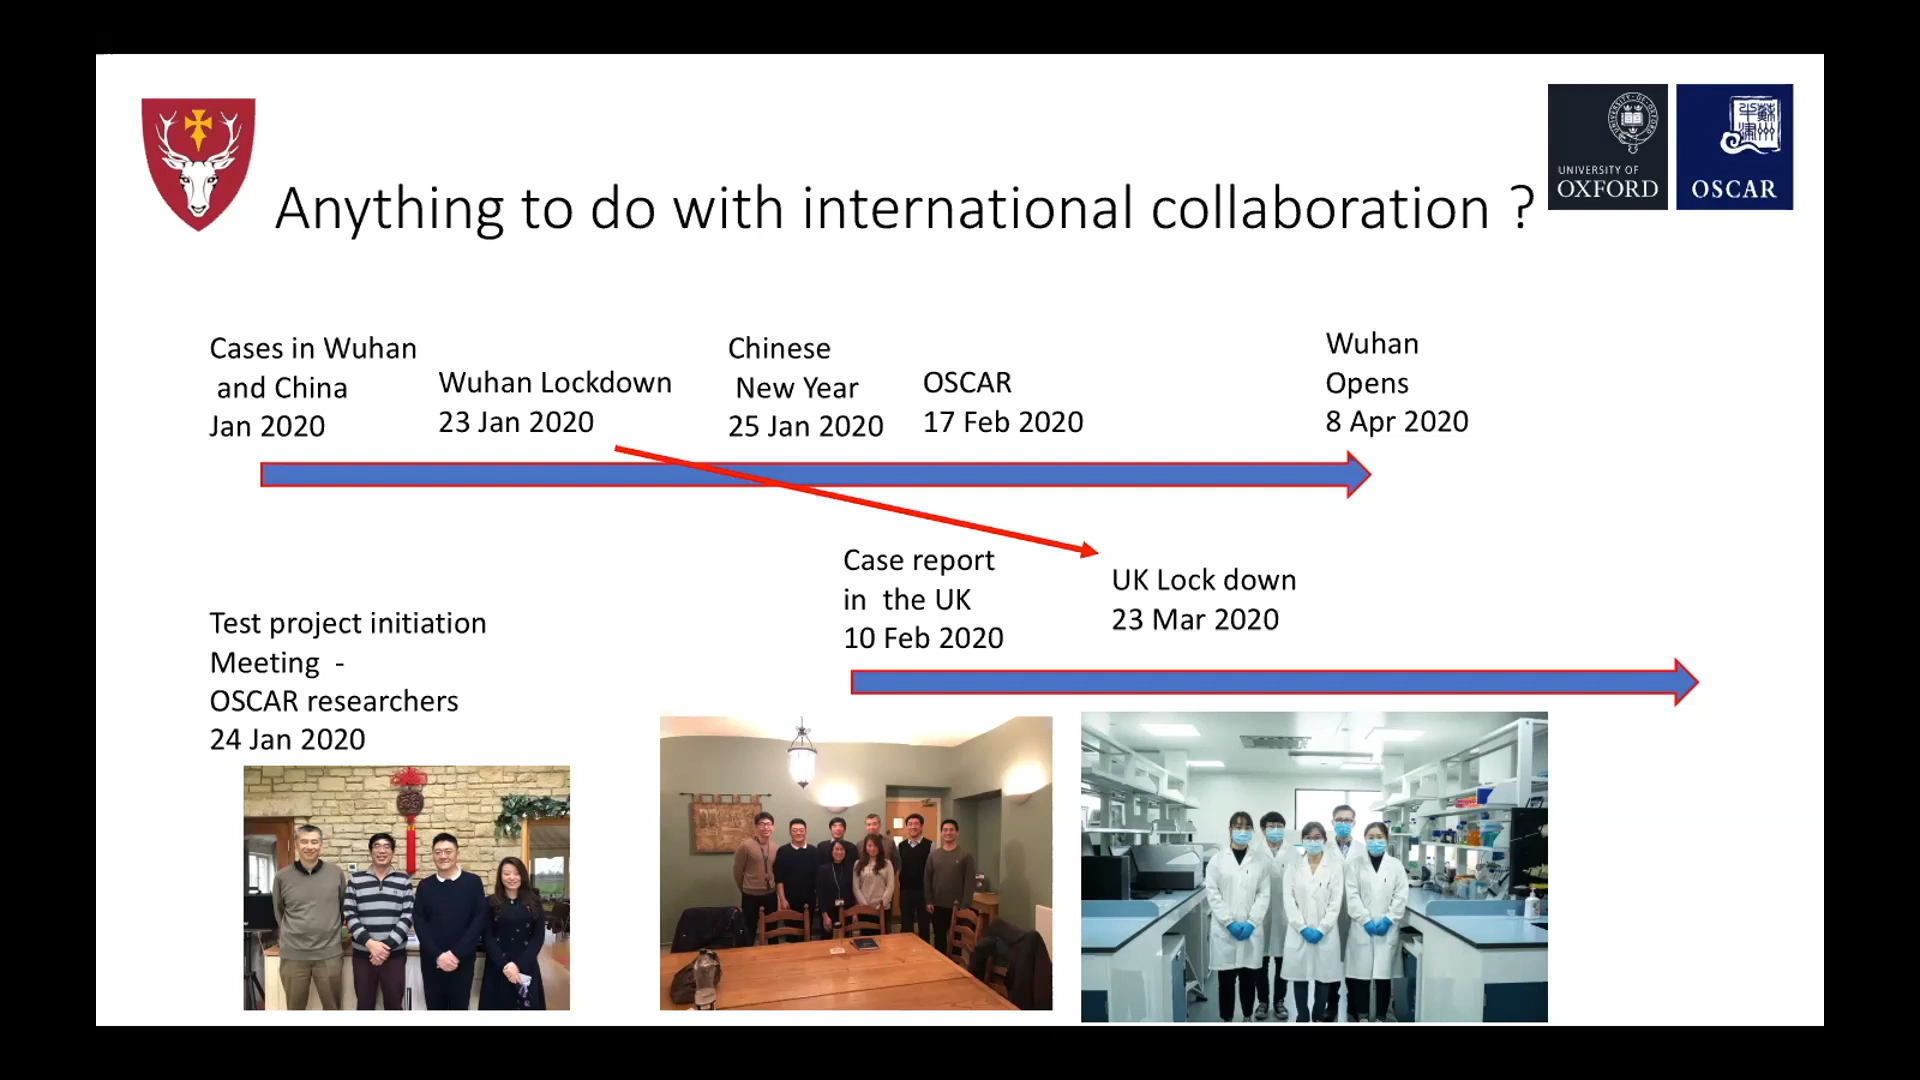 Anything to do with international collaboration ?
UNIVERSITY OF
OXFORD
OSCAR
Cases in Wuhan
and China
Jan 2020
Wuhan Lockdown
23 Jan 2020
Chinese
New Year
25 Jan 2020
OSCAR
17 Feb 2020
Wuhan
Opens
8 Apr 2020
Case report
in the UK
10 Feb 2020
UK Lock down
23 Mar 2020
Test project initiation
Meeting -
OSCAR researchers
24 Jan 2020